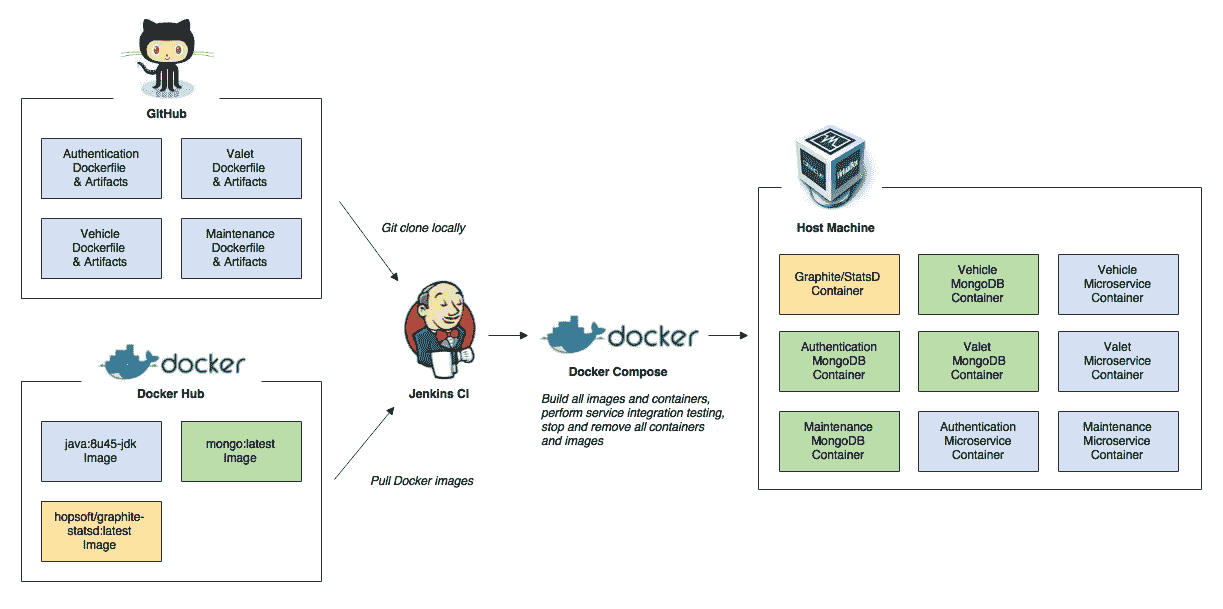 GitHub
Authentication
Dockerfile
& Artifacts
Valet
Dockerfile
& Artifacts
Vehicle
Dockerfile
& Artifacts
Maintenance
Dockerfile
& Artifacts
docker
Docker Hub
java:8u45-jdk
Image
mongo:latest
Image
hopsoft/graphite-
statsd:latest
Image
Git clone locally
Pull Docker images
Jenkins CI
docker
Docker Compose
Build all images and containers,
perform service integration testing,
stop and remove all containers
and images
Host Machine
Graphite/StatsD
Container
Vehicle
MongoDB
Container
Vehicle
Microservice
Container
Authentication
MongoDB
Container
Valet
MongoDB
Container
Valet
Microservice
Container
Maintenance
MongoDB
Container
Authentication
Microservice
Container
Maintenance
Microservice
Container